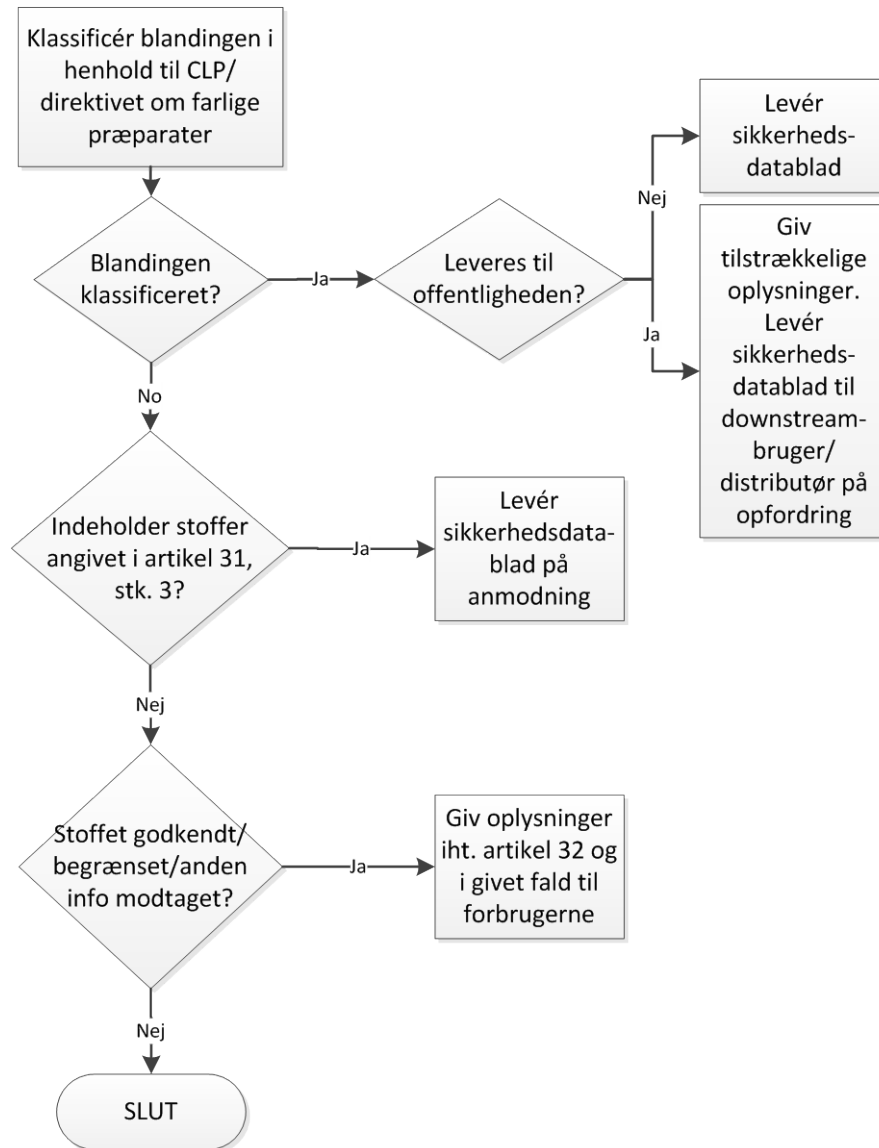 Klassificér blandingen i
henhold til CLP/
direktivet om farlige
præparater
Blandingen
klassificeret?
Ja
Leveres til
offentligheden?
Nej
Levér
sikkerheds-
datablad
Ja
Giv
tilstrækkelige
oplysninger.
Levér
sikkerheds-
datablad til
downstream-
bruger/
distributør på
opfordring
No
Indeholder stoffer
angivet i artikel 31,
stk. 3?
Ja
Levér
sikkerhedsdata-
blad på
anmodning
Nej
Stoffet godkendt/
begrænset/anden
info modtaget?
Ja
Giv oplysninger
iht. artikel 32 og
i givet fald til
forbrugerne
Nej
SLUT